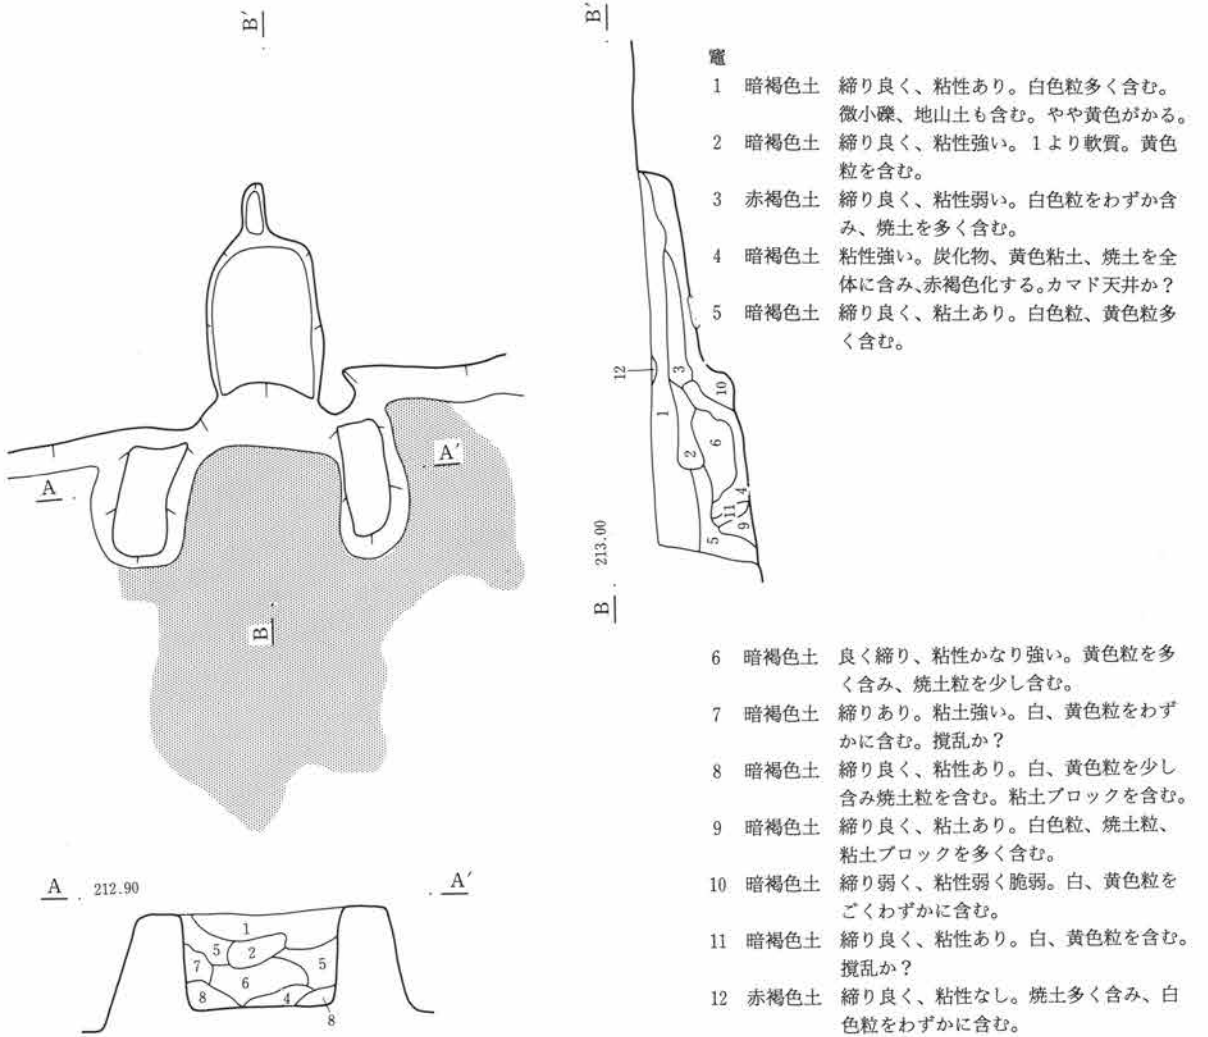 B′
B′
竈
1 暗褐色土 締り良く、粘性あり。白色粒多く含む。
微小礫、地山土も含む。やや黄色がかる。
2 暗褐色土 締り良く、粘性強い。1より軟質。黄色
粒を含む。
3 赤褐色土 締り良く、粘性弱い。白色粒をわずか含
み、焼土を多く含む。
4 暗褐色土 粘性強い。炭化物、黄色粘土、焼土を全
体に含み、赤褐色化する。カマド天井か？
5 暗褐色土 締り良く、粘土あり。白色粒、黄色粒多
く含む。
12
3
10
1
2
6
4
11
9
5
213.00
B
A
A′
B
6 暗褐色土 良く締り、粘性かなり強い。黄色粒を多
く含み、焼土粒を少し含む。
7 暗褐色土 締りあり。粘土強い。白、黄色粒をわず
かに含む。撹乱か？
8 暗褐色土 締り良く、粘性あり。白、黄色粒を少し
含み焼土粒を含む。粘土ブロックを含む。
9 暗褐色土 締り良く、粘土あり。白色粒、焼土粒、
粘土ブロックを多く含む。
10 暗褐色土 締り弱く、粘性弱く脆弱。白、黄色粒を
ごくわずかに含む。
11 暗褐色土 締り良く、粘性あり。白、黄色粒を含む。
撹乱か？
12 赤褐色土 締り良く、粘性なし。焼土多く含み、白
色粒をわずかに含む。
A 212.90 A′
1
5 2 5
7
6
8 4
8